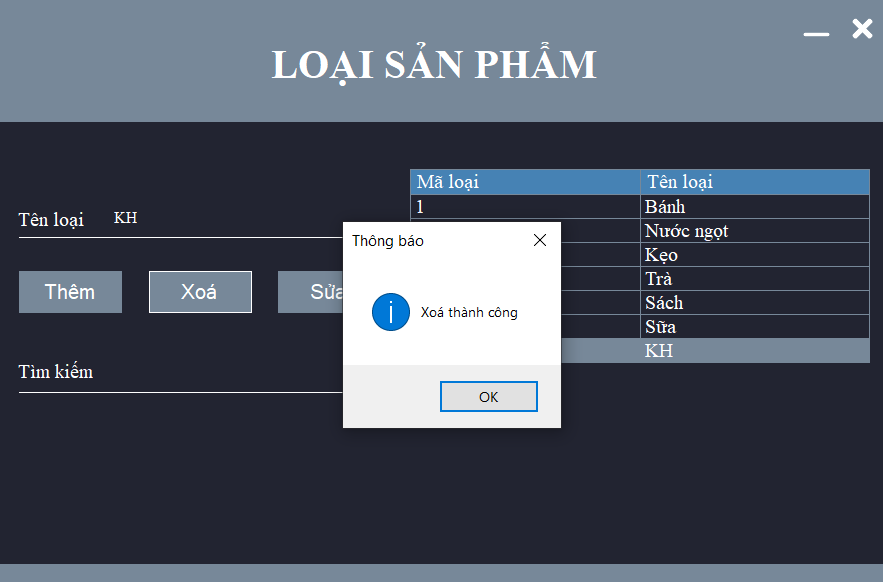 LOẠI SẢN PHẨM
Mã loại Tên loại
1 Bánh
Nước ngọt
Kẹo
Trà
Sách
Sữa
KH
Tên loại KH
Thêm Xoá Sửa
Tìm kiếm
Thông báo
Xoá thành công
OK